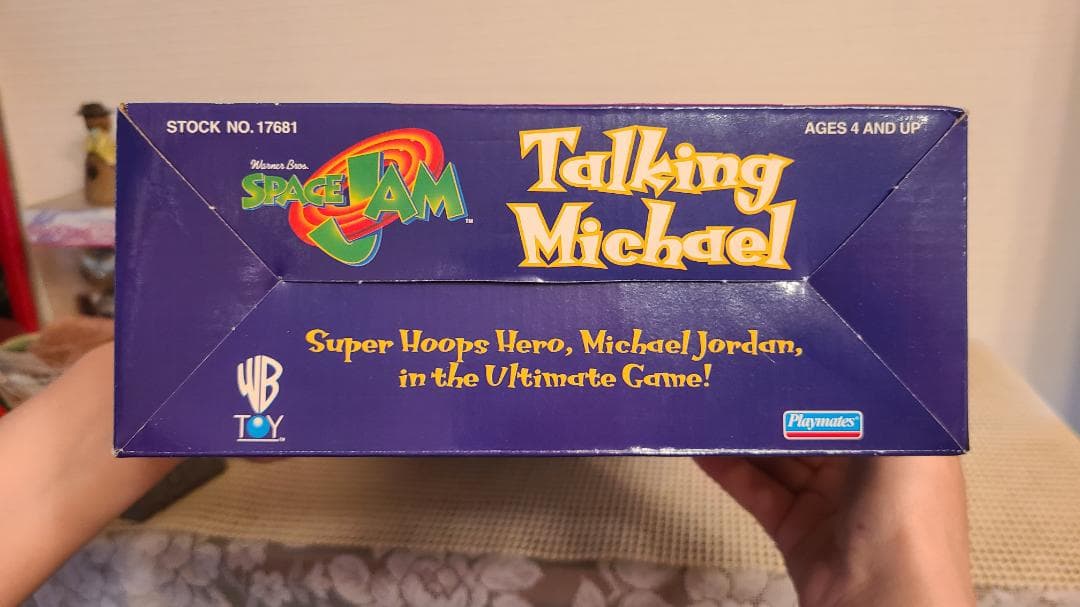 STOCK NO. 17681
AGES 4 AND UP
Warner Bros.
SPACE JAM
TM
Talking
Michael
Super Hoops Hero, Michael Jordan,
in the Ultimate Game!
WB
TOY
Playmates®